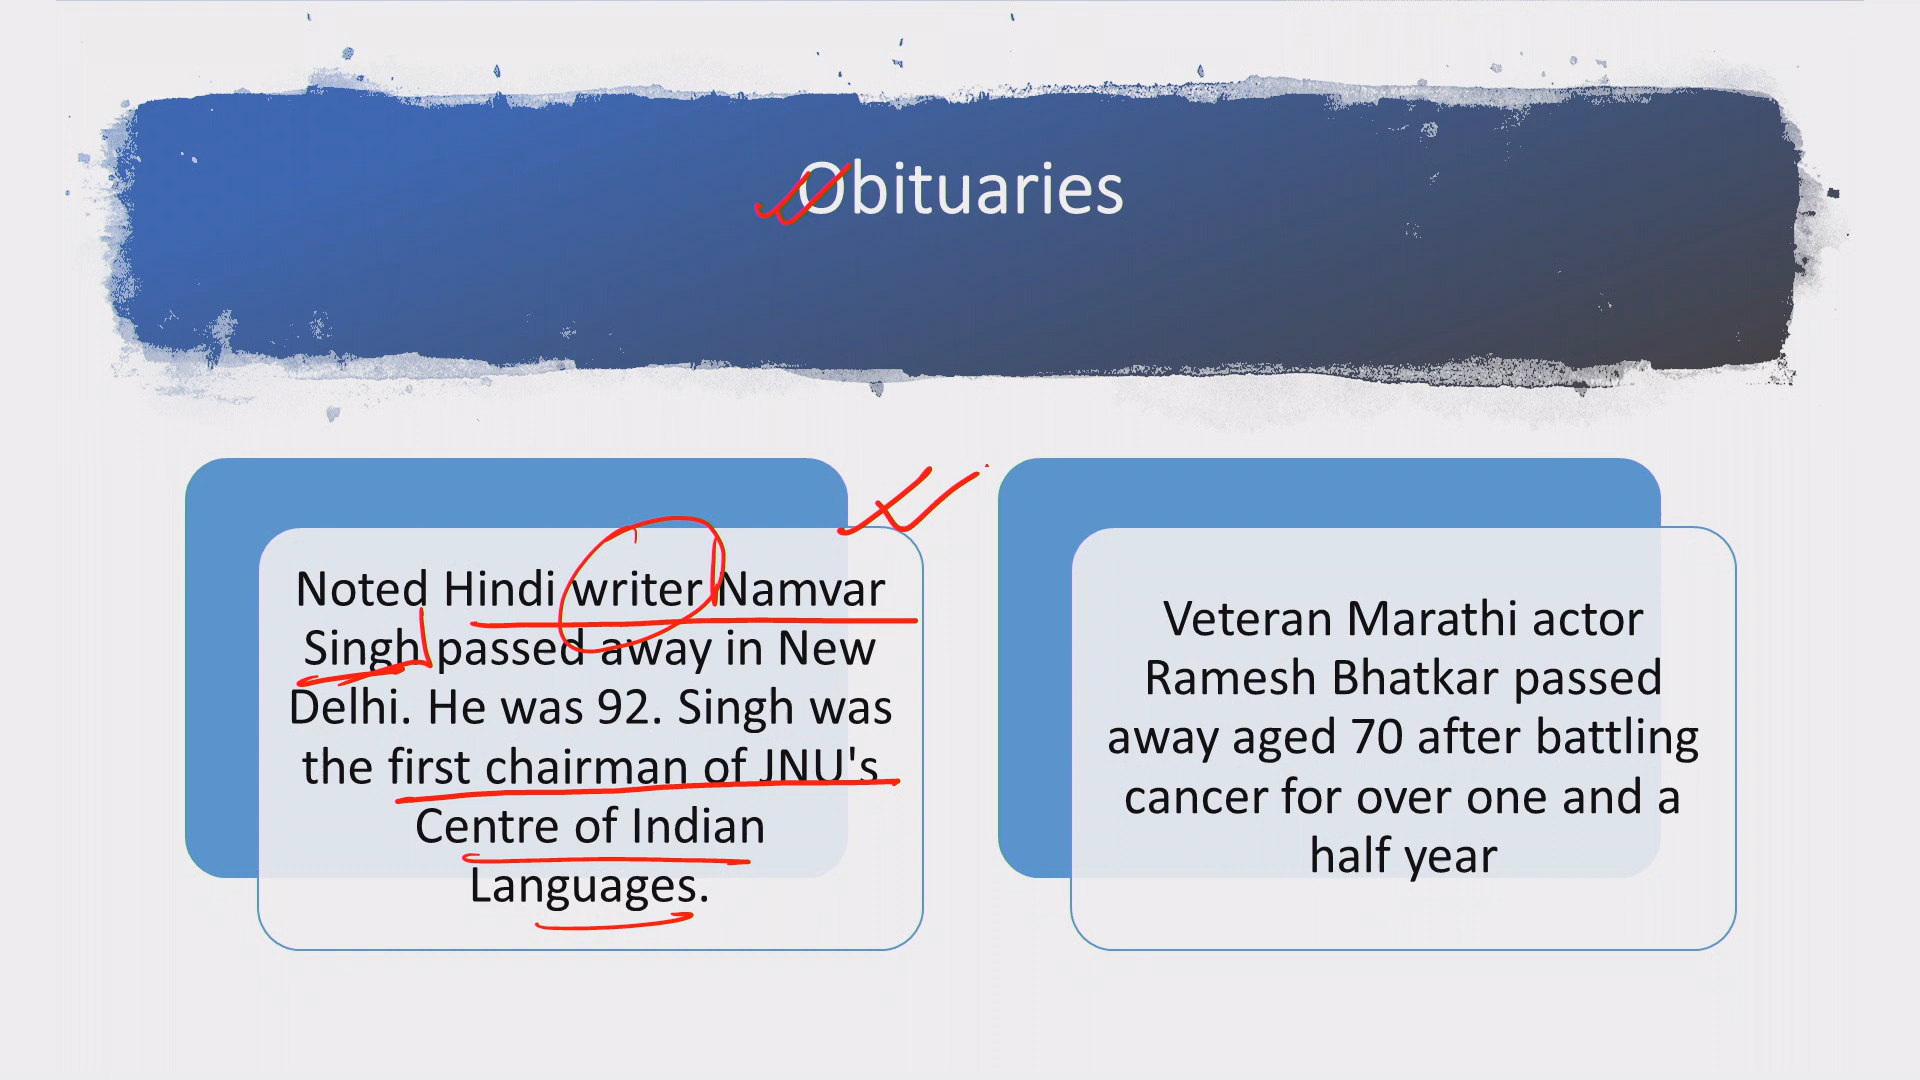 Obituaries
Noted Hindi writer Namvar
Singh passed away in New
Delhi. He was 92. Singh was
the first chairman of JNU's
Centre of Indian
Languages.
Veteran Marathi actor
Ramesh Bhatkar passed
away aged 70 after battling
cancer for over one and a
half year